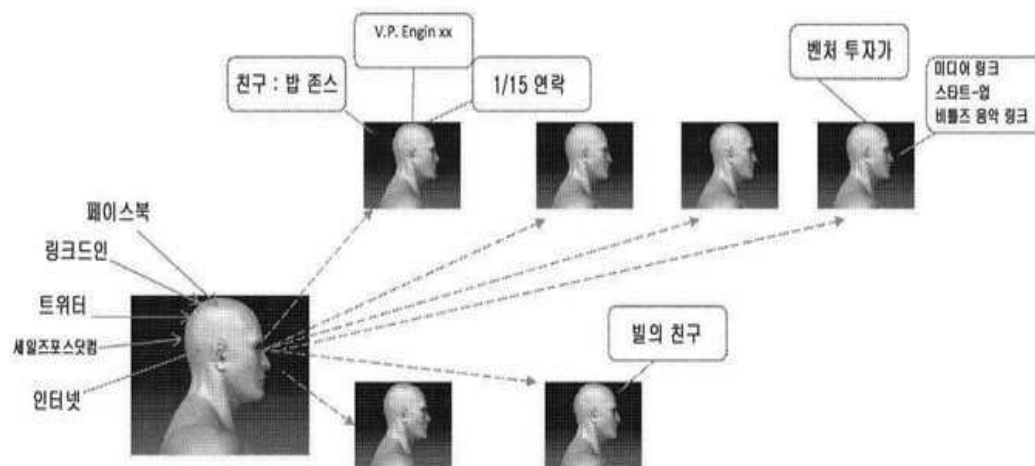 V.P. Engin xx
친구 : 밥 존스
1/15 연락
벤처 투자가
미디어 링크
스타트-업
비틀즈 음악 링크
페이스북
링크드인
트위터
세일즈포스닷컴
인터넷
빌의 친구